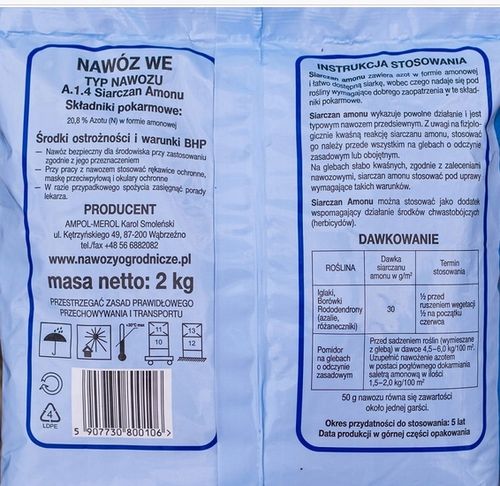 NAWÓZ WE
TYP NAWOZU
A.1.4 Siarczan Amonu
Składniki pokarmowe:
20,8 % Azotu (N) w formie amonowej
Środki ostrożności i warunki BHP
– Nawóz bezpieczny dla środowiska przy zastosowaniu
zgodnie z jego przeznaczeniem
– Przy pracy z nawozem stosować rękawice ochronne,
maskę przeciwpyłową i okulary ochronne
– W razie przypadkowego spożycia zasięgnąć porady
lekarza.
PRODUCENT
AMPOL-MEROL Karol Smoleński
ul. Kętrzyńskiego 49, 87-200 Wąbrzeźno
tel./fax +48 56 6882082
www.nawozyogrodnicze.pl
masa netto: 2 kg
PRZESTRZEGAĆ ZASAD PRAWIDŁOWEGO
PRZECHOWYWANIA I TRANSPORTU
+30°C max
11
10
13
12
4
LDPE
5 907730 800106
INSTRUKCJA STOSOWANIA
Siarczan amonu zawiera azot w formie amonowej
i łatwo dostępną siarkę, wobec czego nadaje się pod
rośliny wymagające dobrego zaopatrzenia w te składniki
pokarmowe.
Siarczan amonu wykazuje powolne działanie i jest
typowym nawozem przedsiewnym. Z uwagi na fizjologicznie
kwaśną reakcję siarczanu amonu, stosować
go należy przede wszystkim na glebach o odczynie
zasadowym lub obojętnym.
Na glebach słabo kwaśnych, zgodnie z zaleceniami
nawozowymi, siarczan amonu stosować pod uprawy
wymagające takich warunków.
Siarczan Amonu można stosować jako dodatek
wspomagający działanie środków chwastobójczych
(herbicydów).
DAWKOWANIE
ROŚLINA
Dawka
siarczanu
amonu w g/m²
Termin
stosowania
Iglaki,
Borówki
Rododendrony
(azalie,
różaneczniki)
30
½ przed
ruszeniem wegetacji
½ na początku
czerwca
Pomidor
na glebach
o odczynie
zasadowym
Przed sadzeniem roślin (wymieszane
z glebą) w dawce 4,5–6,0 kg/100 m².
Uzupełnić nawożenie azotem
w postaci pogłównego dokarmiania
saletrą amonową w ilości
1,5–2,0 kg/100 m².
50 g nawozu równa się zawartości
około jednej garści.
Okres przydatności do stosowania: 5 lat
Data produkcji w górnej części opakowania